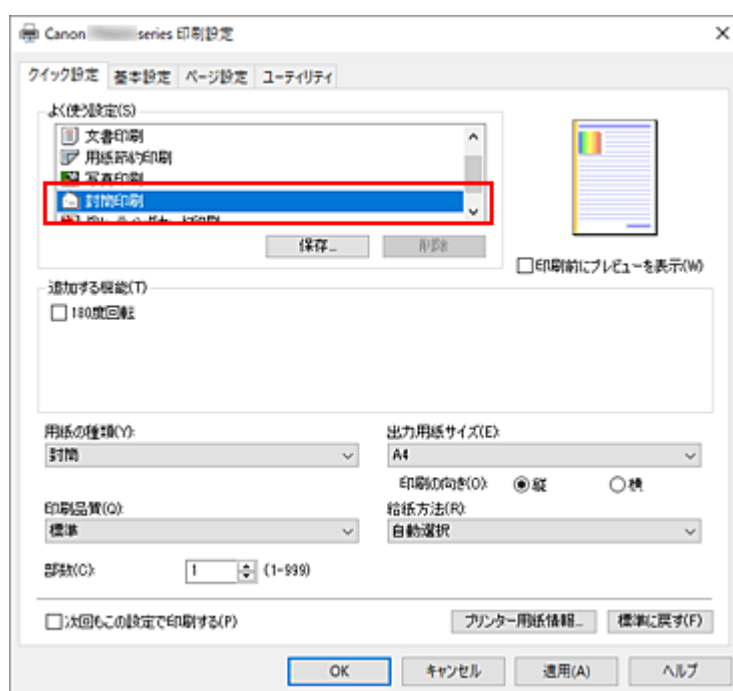 Canon series 印刷設定
クイック設定 基本設定 ページ設定 ユーティリティ
よく使う設定(S)
文書印刷
用紙節約印刷
写真印刷
封筒印刷
保存...
削除
印刷前にプレビューを表示(W)
追加する機能(T)
180度回転
用紙の種類(Y): 出力用紙サイズ(E):
封筒 A4
印刷の向き(O): 縦 横
印刷品質(Q): 給紙方法(R):
標準 自動選択
部数(C): 1 (1-999)
次回もこの設定で印刷する(P) プリンター用紙情報... 標準に戻す(F)
OK キャンセル 適用(A) ヘルプ